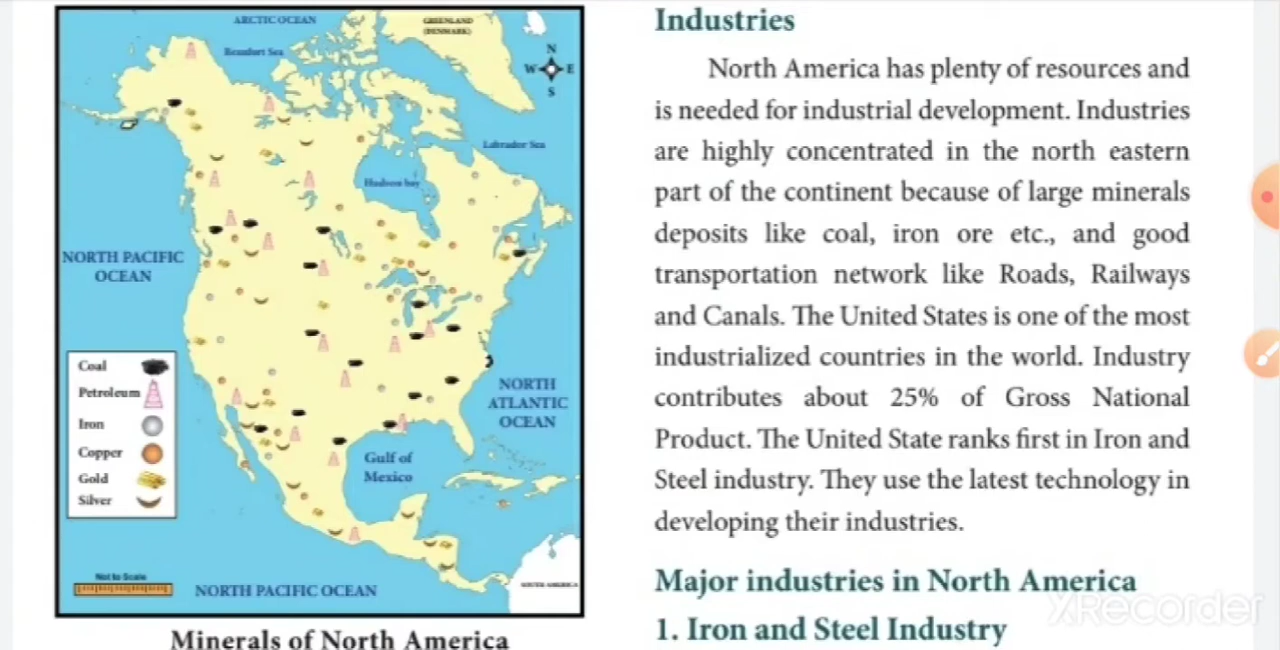 ARCTIC OCEAN
GREENLAND
(DENMARK)
Beaufort Sea
N
W E
S
Labrador Sea
Hudson bay
NORTH PACIFIC
OCEAN
Coal
Petroleum
Iron
Copper
Gold
Silver
NORTH
ATLANTIC
OCEAN
Gulf of
Mexico
Not to Scale
NORTH PACIFIC OCEAN
SOUTH AMERICA
Minerals of North America
Industries
North America has plenty of resources and
is needed for industrial development. Industries
are highly concentrated in the north eastern
part of the continent because of large minerals
deposits like coal, iron ore etc., and good
transportation network like Roads, Railways
and Canals. The United States is one of the most
industrialized countries in the world. Industry
contributes about 25% of Gross National
Product. The United State ranks first in Iron and
Steel industry. They use the latest technology in
developing their industries.
Major industries in North America
1. Iron and Steel Industry
XRecorder